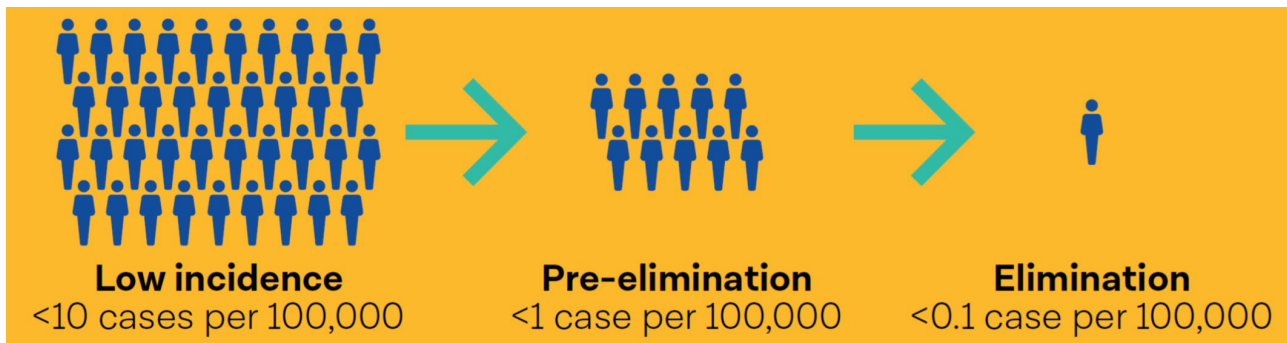 Low incidence
<10 cases per 100,000
Pre-elimination
<1 case per 100,000
Elimination
<0.1 case per 100,000